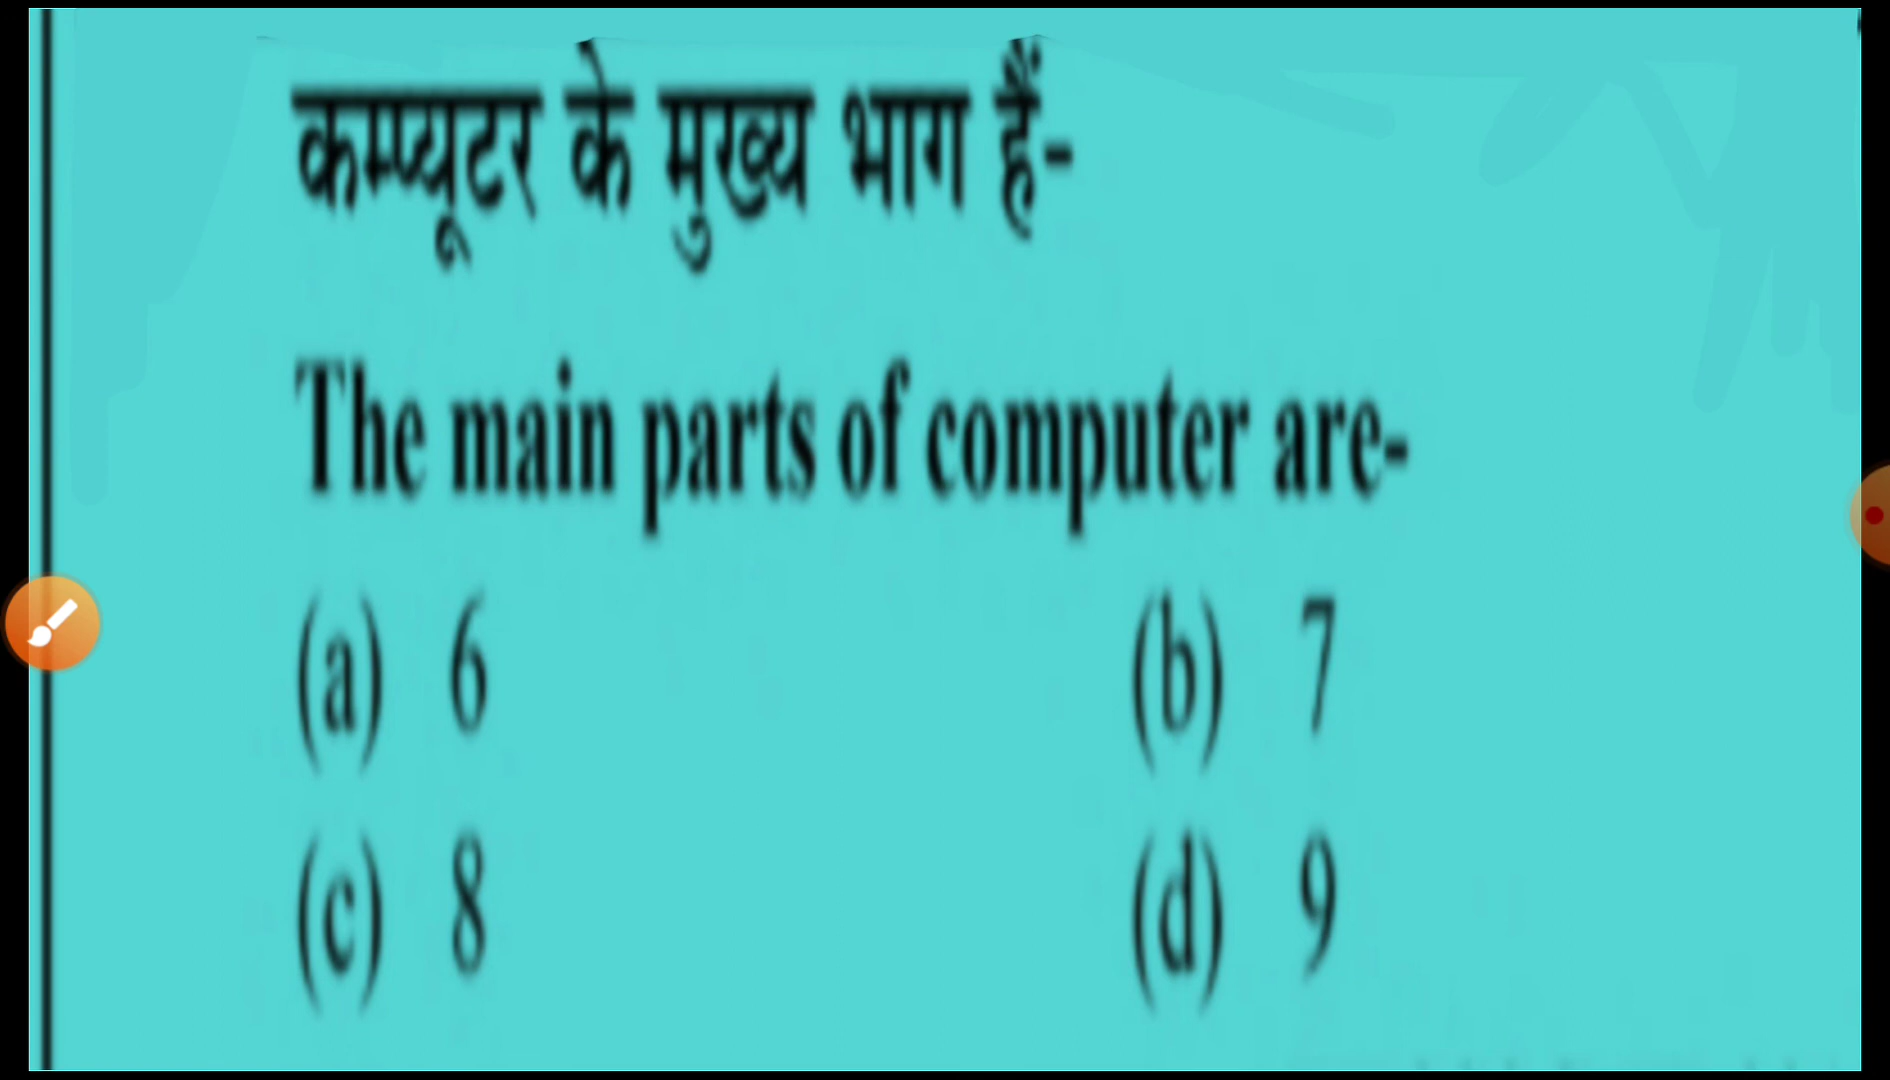 कम्प्यूटर के मुख्य भाग हैं-
The main parts of computer are-
(a) 6 (b) 7
(c) 8 (d) 9